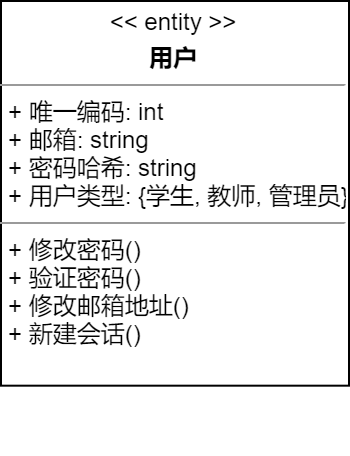 << entity >>
用户
+ 唯一编码: int
+ 邮箱: string
+ 密码哈希: string
+ 用户类型: {学生, 教师, 管理员}
+ 修改密码()
+ 验证密码()
+ 修改邮箱地址()
+ 新建会话()